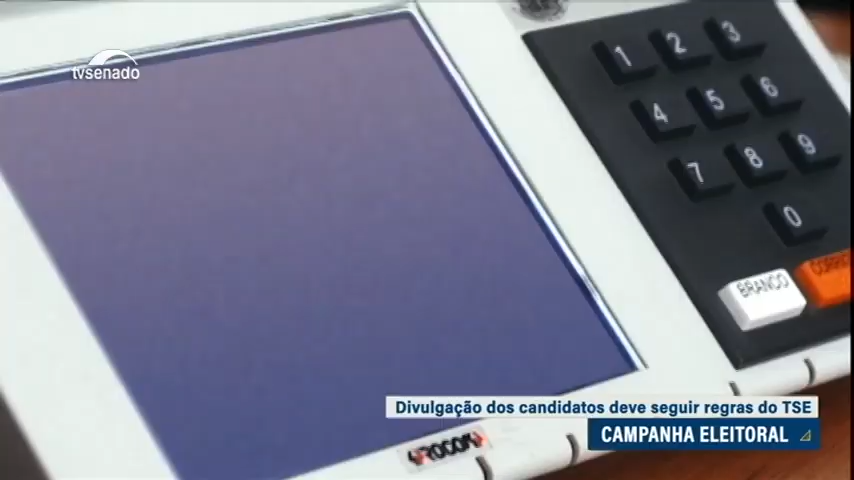 tvsenado
1 2 3
4 5 6
7 8 9
0
BRANCO
PROCOMP
Divulgação dos candidatos deve seguir regras do TSE
CAMPANHA ELEITORAL